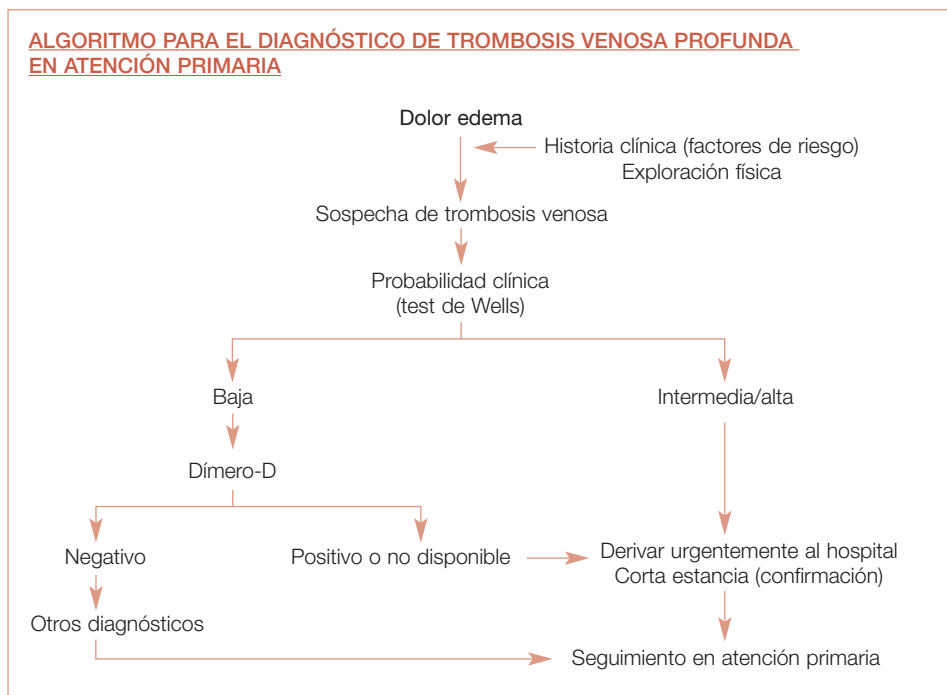 ALGORITMO PARA EL DIAGNÓSTICO DE TROMBOSIS VENOSA PROFUNDA
EN ATENCIÓN PRIMARIA
Dolor edema
Historia clínica (factores de riesgo)
Exploración física
Sospecha de trombosis venosa
Probabilidad clínica
(test de Wells)
Baja
Intermedia/alta
Dímero-D
Negativo
Positivo o no disponible
Derivar urgentemente al hospital
Corta estancia (confirmación)
Otros diagnósticos
Seguimiento en atención primaria